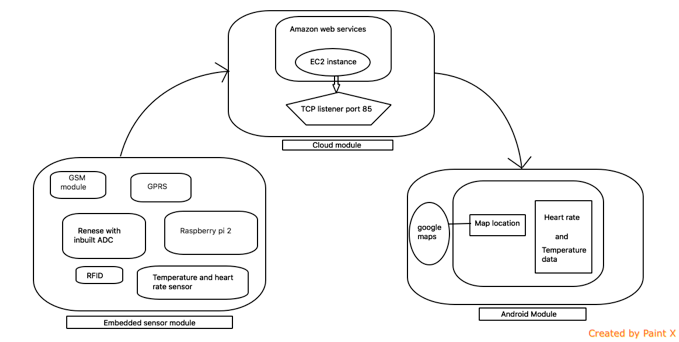 Amazon web services
EC2 instance
TCP listener port 85
Cloud module
GSM
module
GPRS
Renese with
inbuilt ADC
Raspberry pi 2
RFID
Temperature and heart
rate sensor
Embedded sensor module
google
maps
Map location
Heart rate
and
Temperature
data
Android Module
Created by Paint X